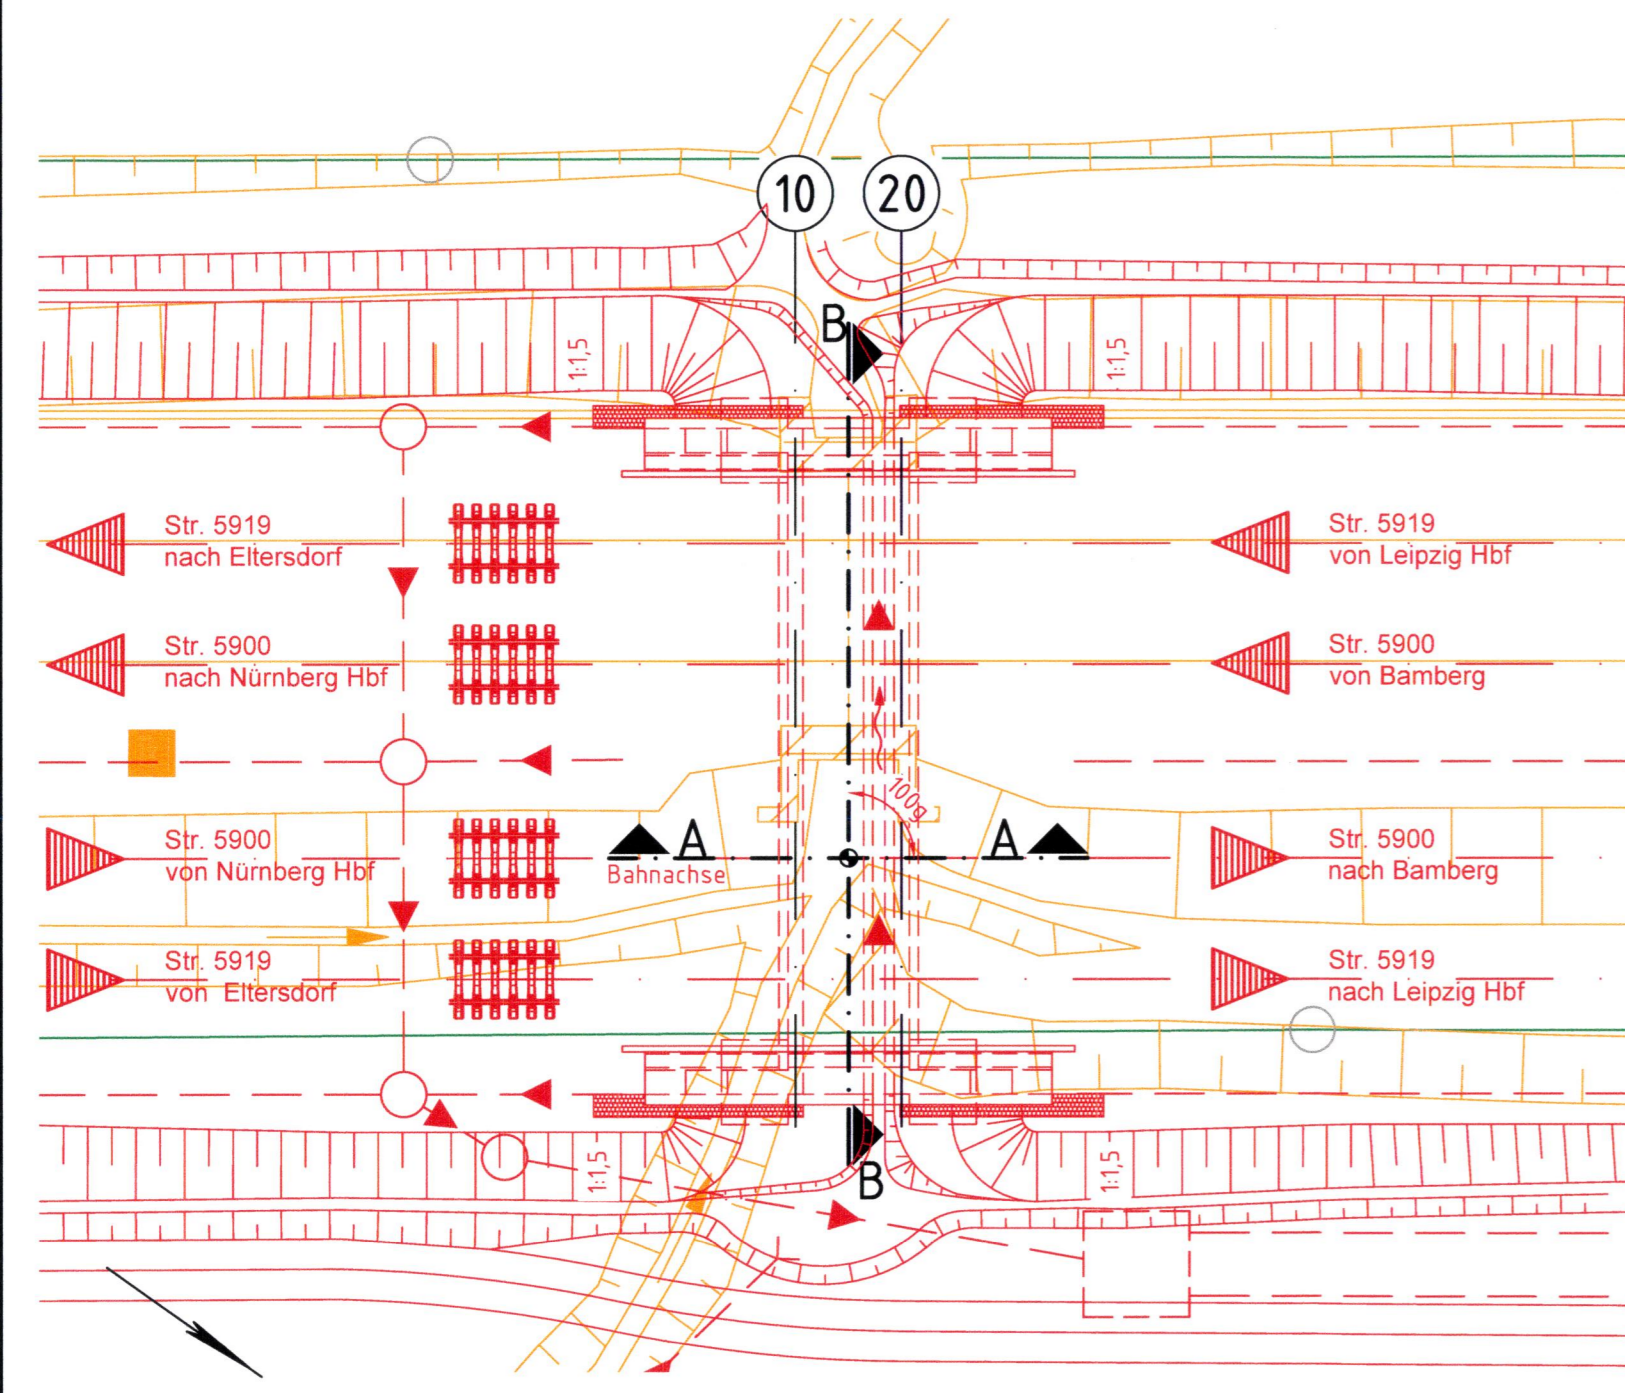 10 20
B
1:1,5 1:1,5
Str. 5919
nach Eltersdorf
Str. 5919
von Leipzig Hbf
Str. 5900
nach Nürnberg Hbf
Str. 5900
von Bamberg
100g
Str. 5900
von Nürnberg Hbf
A A
Bahnachse
Str. 5900
nach Bamberg
Str. 5919
von Eltersdorf
Str. 5919
nach Leipzig Hbf
1:1,5 1:1,5
B